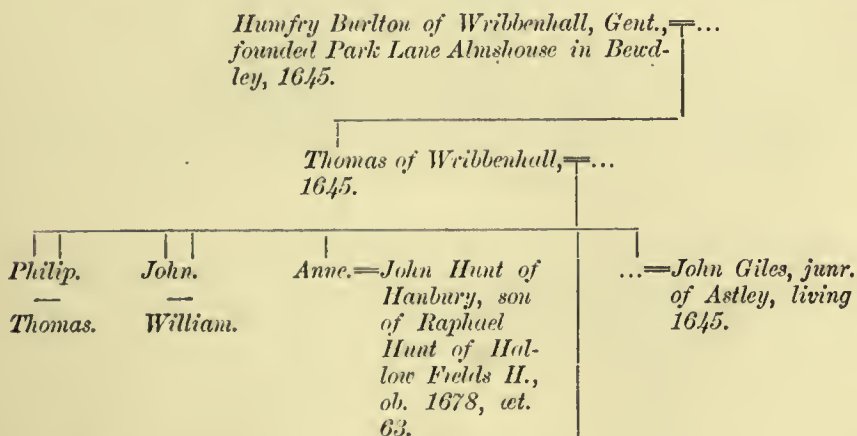 Humfry Burlton of Wribbenhall, Gent.,=...
founded Park Lane Almshouse in Bewd-
ley, 1645.
Thomas of Wribbenhall,=...
1645.
Philip.
Thomas.
John.
William.
Anne.=John Hunt of
Hanbury, son
of Raphael
Hunt of Hol-
low Fields H.,
ob. 1678, æt.
63.
...=John Giles, junr.
of Astley, living
1645.